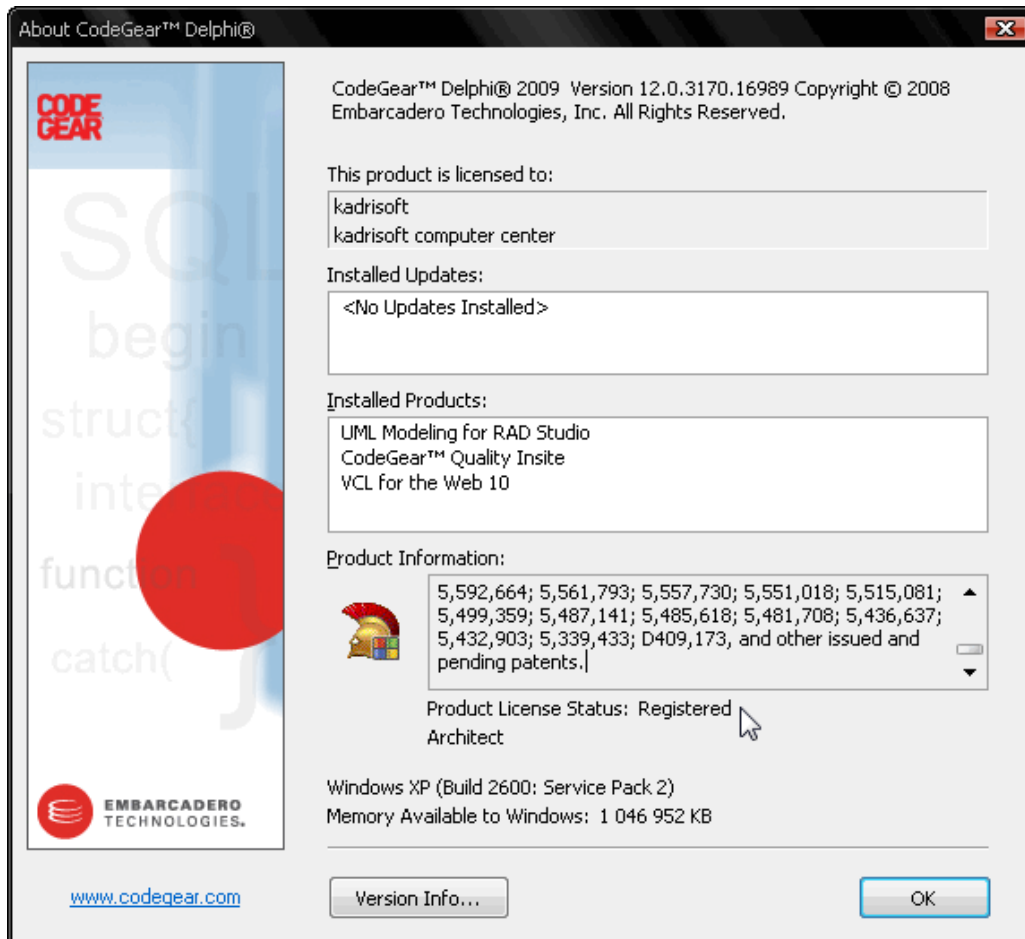 About CodeGear™ Delphi®
CODE
GEAR
SQL
begin
struct{
interface
function
}
catch(
EMBARCADERO
TECHNOLOGIES.
www.codegear.com
CodeGear™ Delphi® 2009 Version 12.0.3170.16989 Copyright © 2008
Embarcadero Technologies, Inc. All Rights Reserved.
This product is licensed to:
kadrisoft
kadrisoft computer center
Installed Updates:
<No Updates Installed>
Installed Products:
UML Modeling for RAD Studio
CodeGear™ Quality Insite
VCL for the Web 10
Product Information:
5,592,664; 5,561,793; 5,557,730; 5,551,018; 5,515,081;
5,499,359; 5,487,141; 5,485,618; 5,481,708; 5,436,637;
5,432,903; 5,339,433; D409,173, and other issued and
pending patents.
Product License Status: Registered
Architect
Windows XP (Build 2600: Service Pack 2)
Memory Available to Windows: 1 046 952 KB
Version Info...
OK